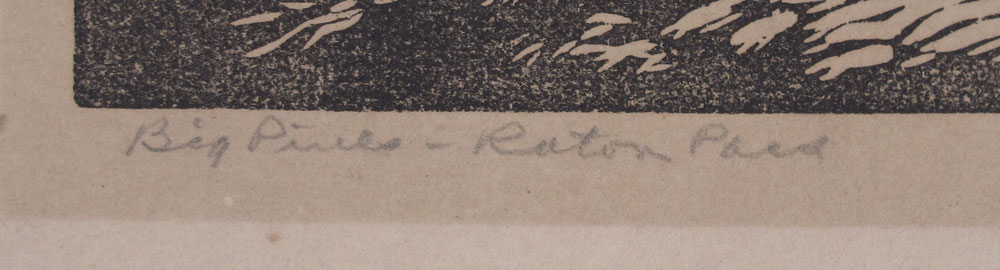 Big Pines - Raton Pass